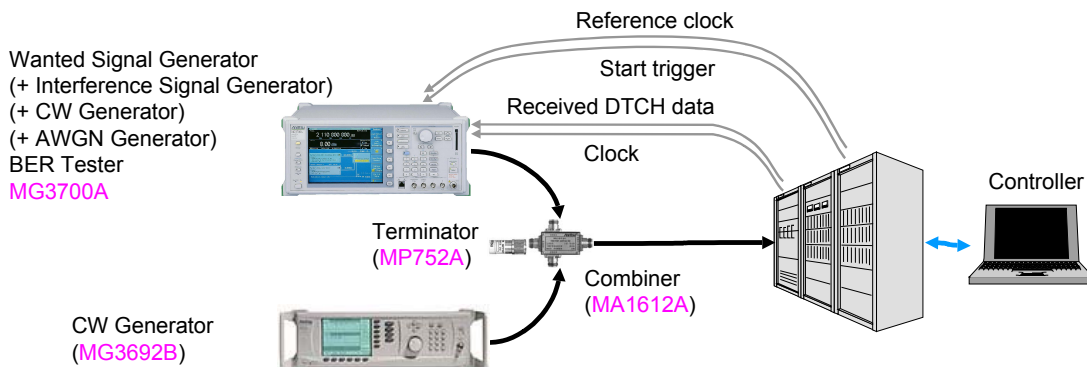 Reference clock
Start trigger
Wanted Signal Generator
(+ Interference Signal Generator)
(+ CW Generator)
(+ AWGN Generator)
BER Tester
MG3700A
Received DTCH data
Clock
Controller
Terminator
(MP752A)
Combiner
(MA1612A)
CW Generator
(MG3692B)